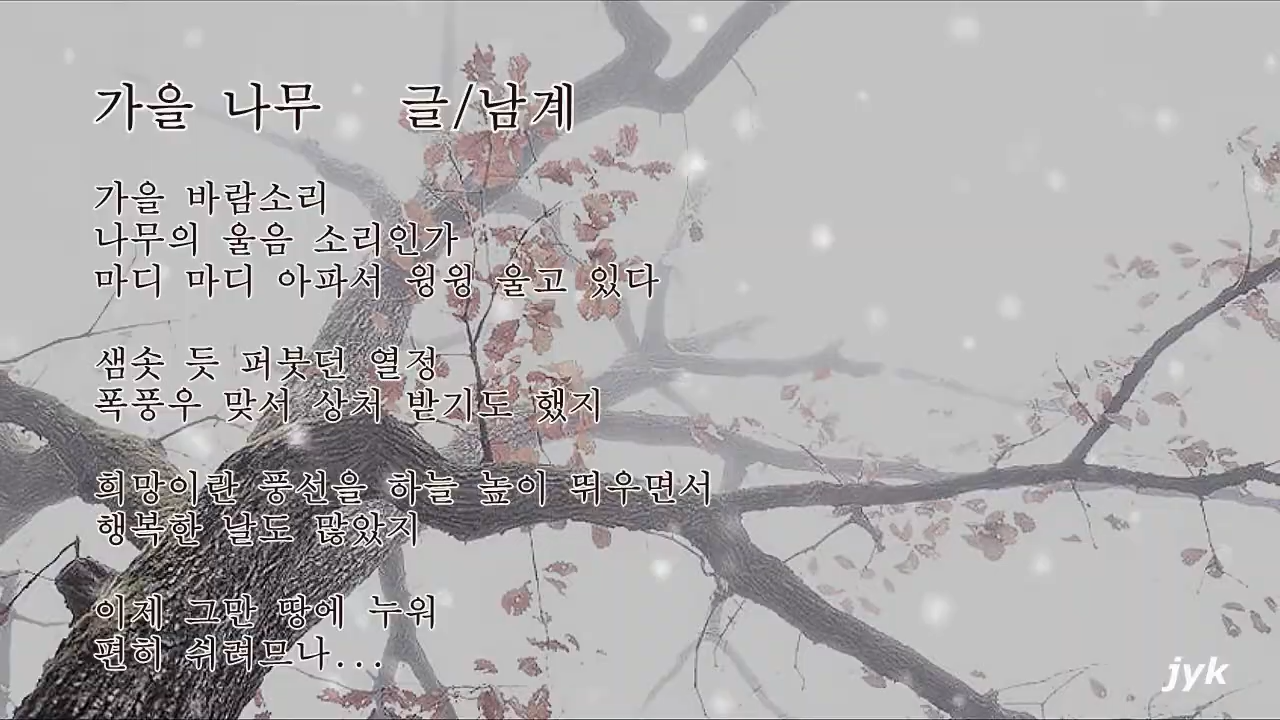 가을 나무 글/남계
가을 바람소리
나무의 울음 소리인가
마디 마디 아파서 윙윙 울고 있다
샘솟 듯 퍼붓던 열정
폭풍우 맞서 상처 받기도 했지
희망이란 풍선을 하늘 높이 띄우면서
행복한 날도 많았지
이제 그만 땅에 누워
편히 쉬려므나...
jyk